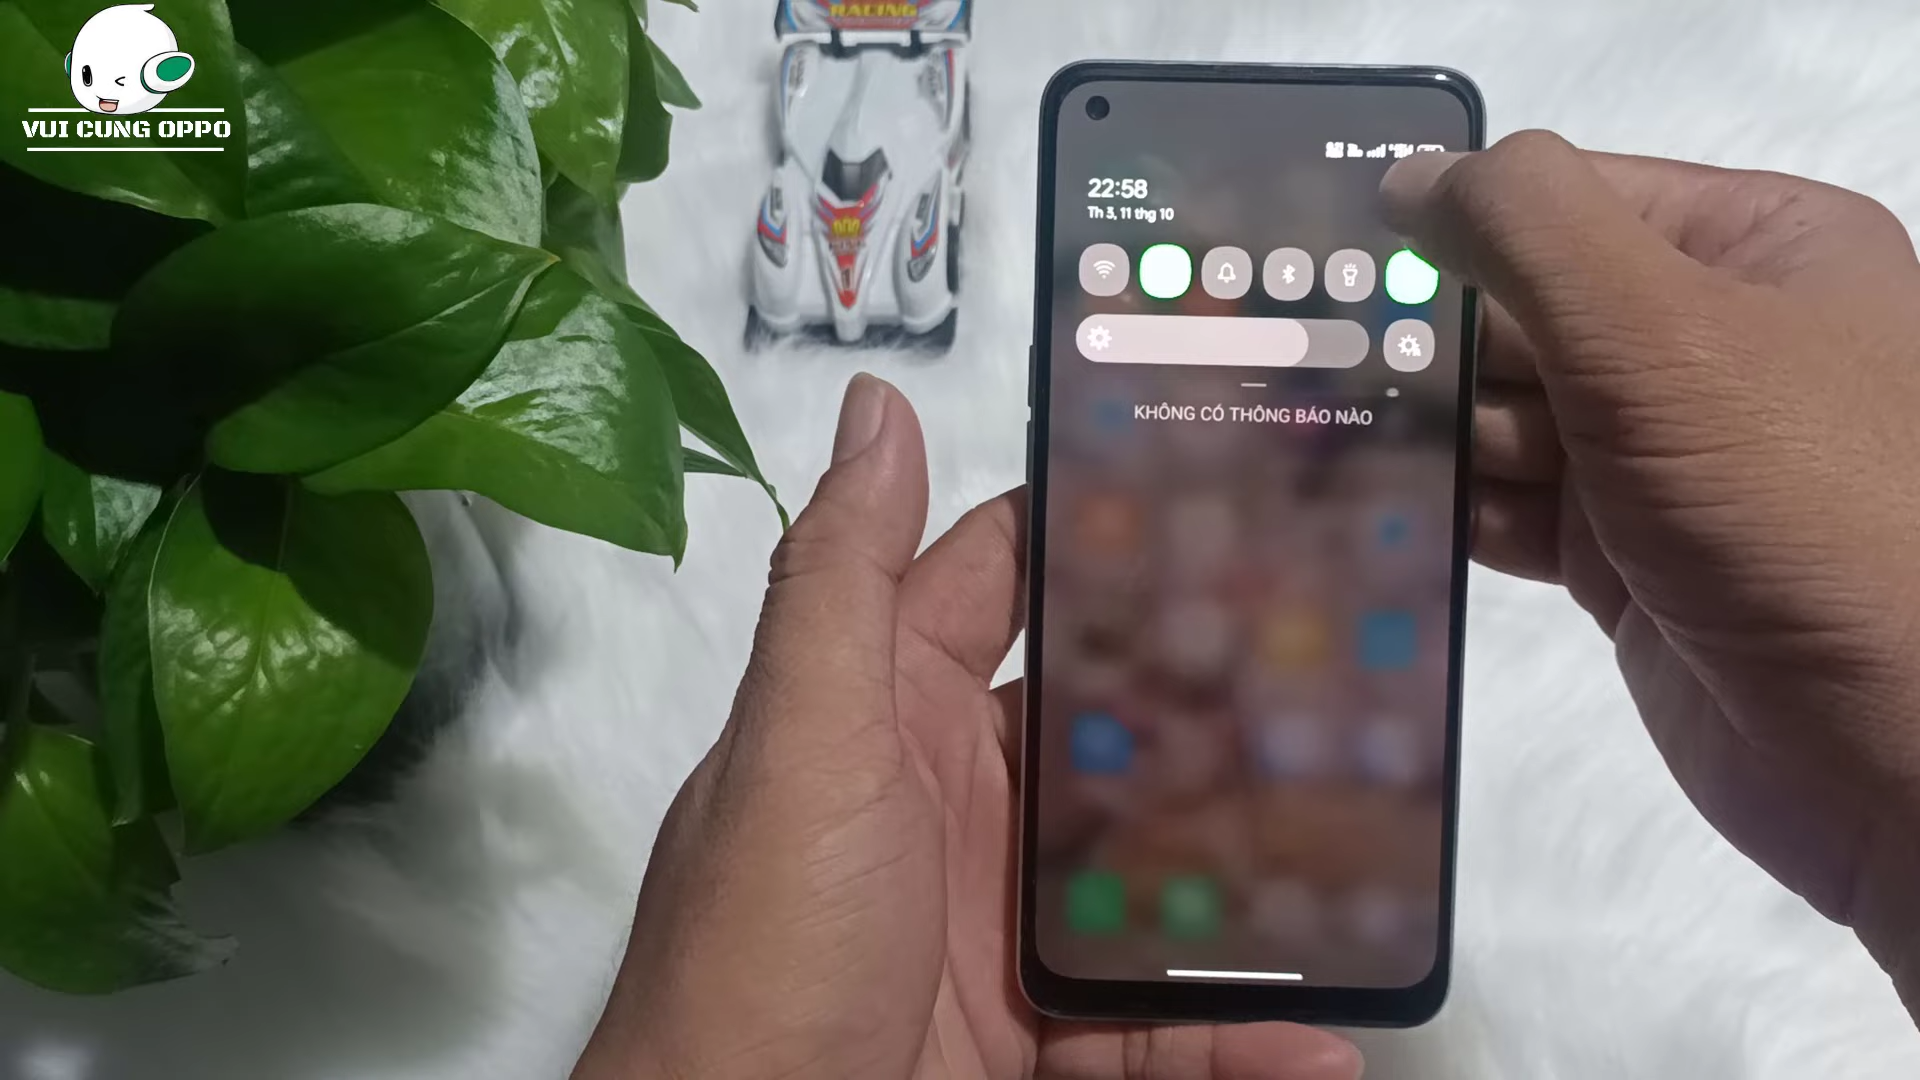 VUI CUNG OPPO
RACING
22:58
Th 3, 11 thg 10
KHÔNG CÓ THÔNG BÁO NÀO